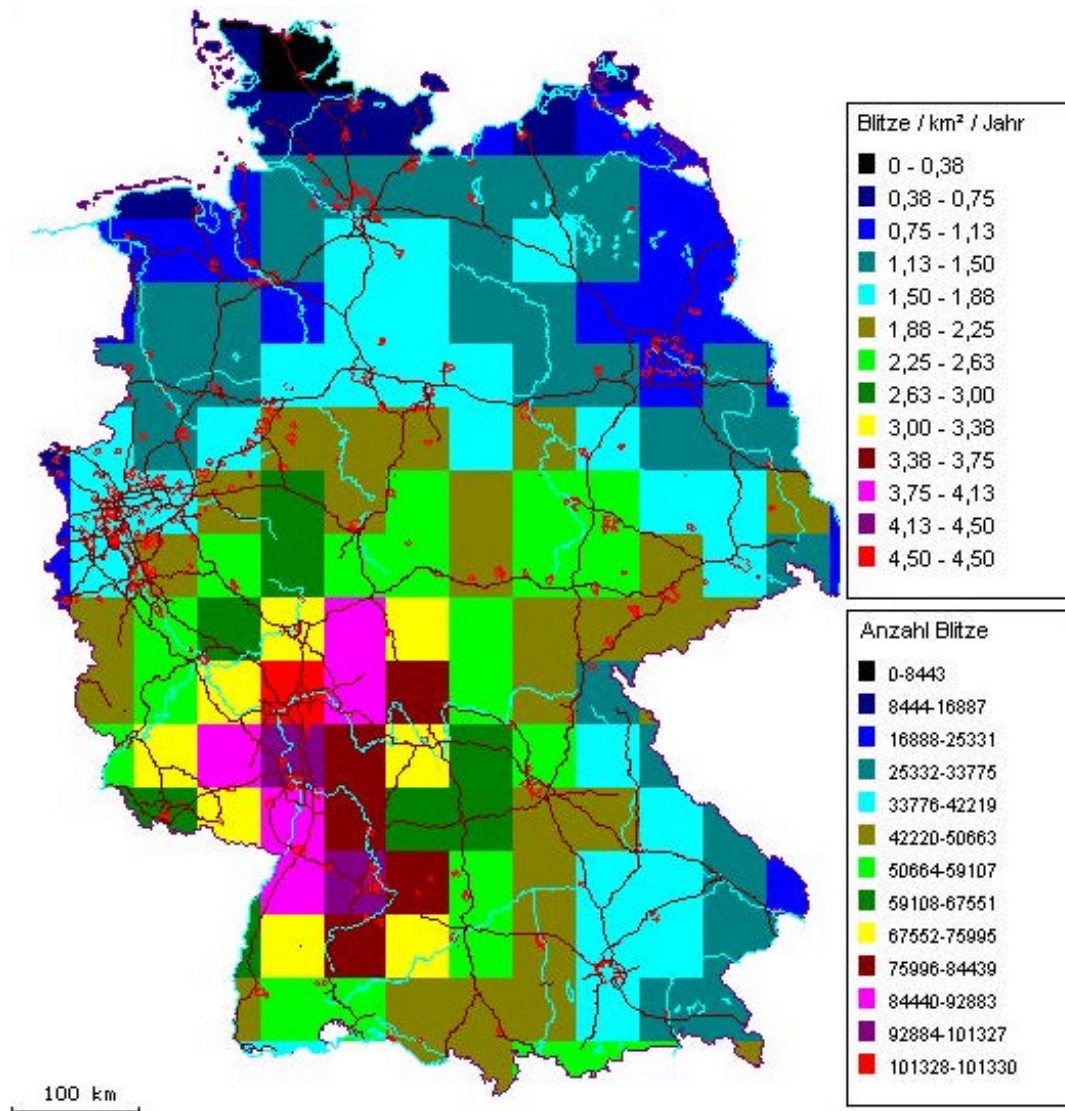 Blitze / km² / Jahr
0 - 0,38
0,38 - 0,75
0,75 - 1,13
1,13 - 1,50
1,50 - 1,88
1,88 - 2,25
2,25 - 2,63
2,63 - 3,00
3,00 - 3,38
3,38 - 3,75
3,75 - 4,13
4,13 - 4,50
4,50 - 4,50
Anzahl Blitze
0-8443
8444-16887
16888-25331
25332-33775
33776-42219
42220-50663
50664-59107
59108-67551
67552-75995
75996-84439
84440-92883
92884-101327
101328-101330
100 km